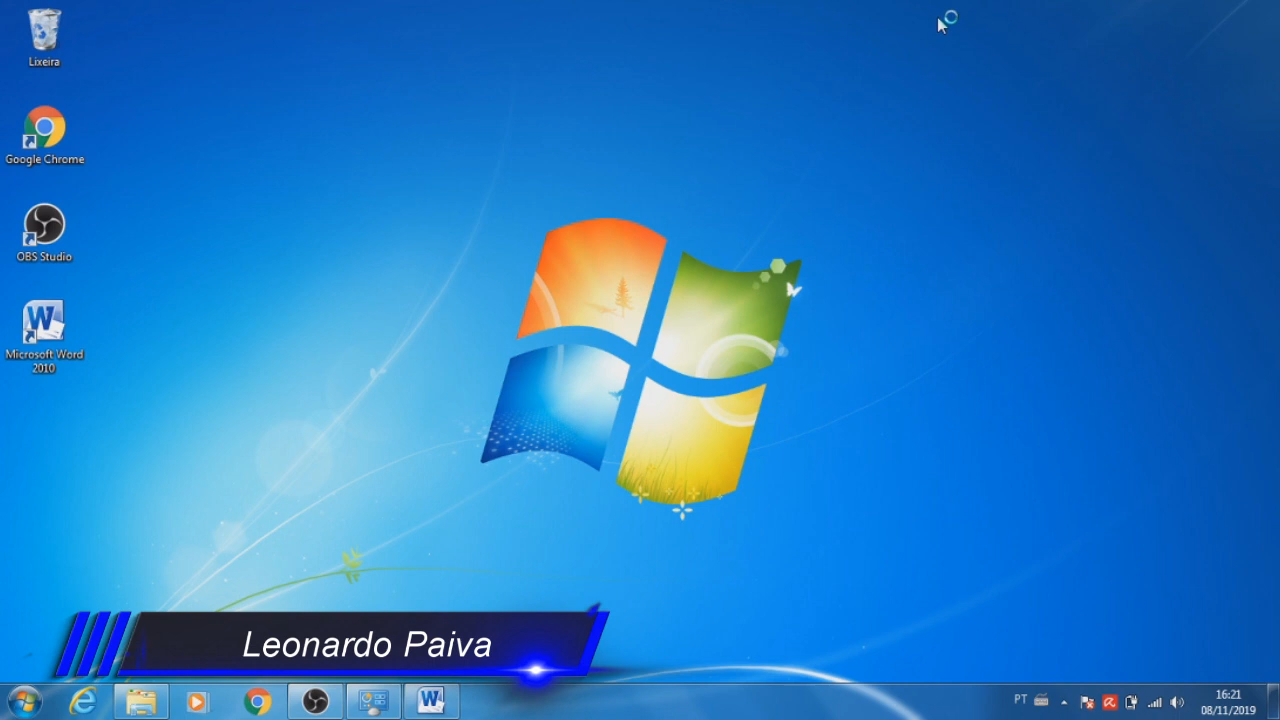 Lixeira
Google Chrome
OBS Studio
Microsoft Word
2010
Leonardo Paiva
PT
16:21
08/11/2019